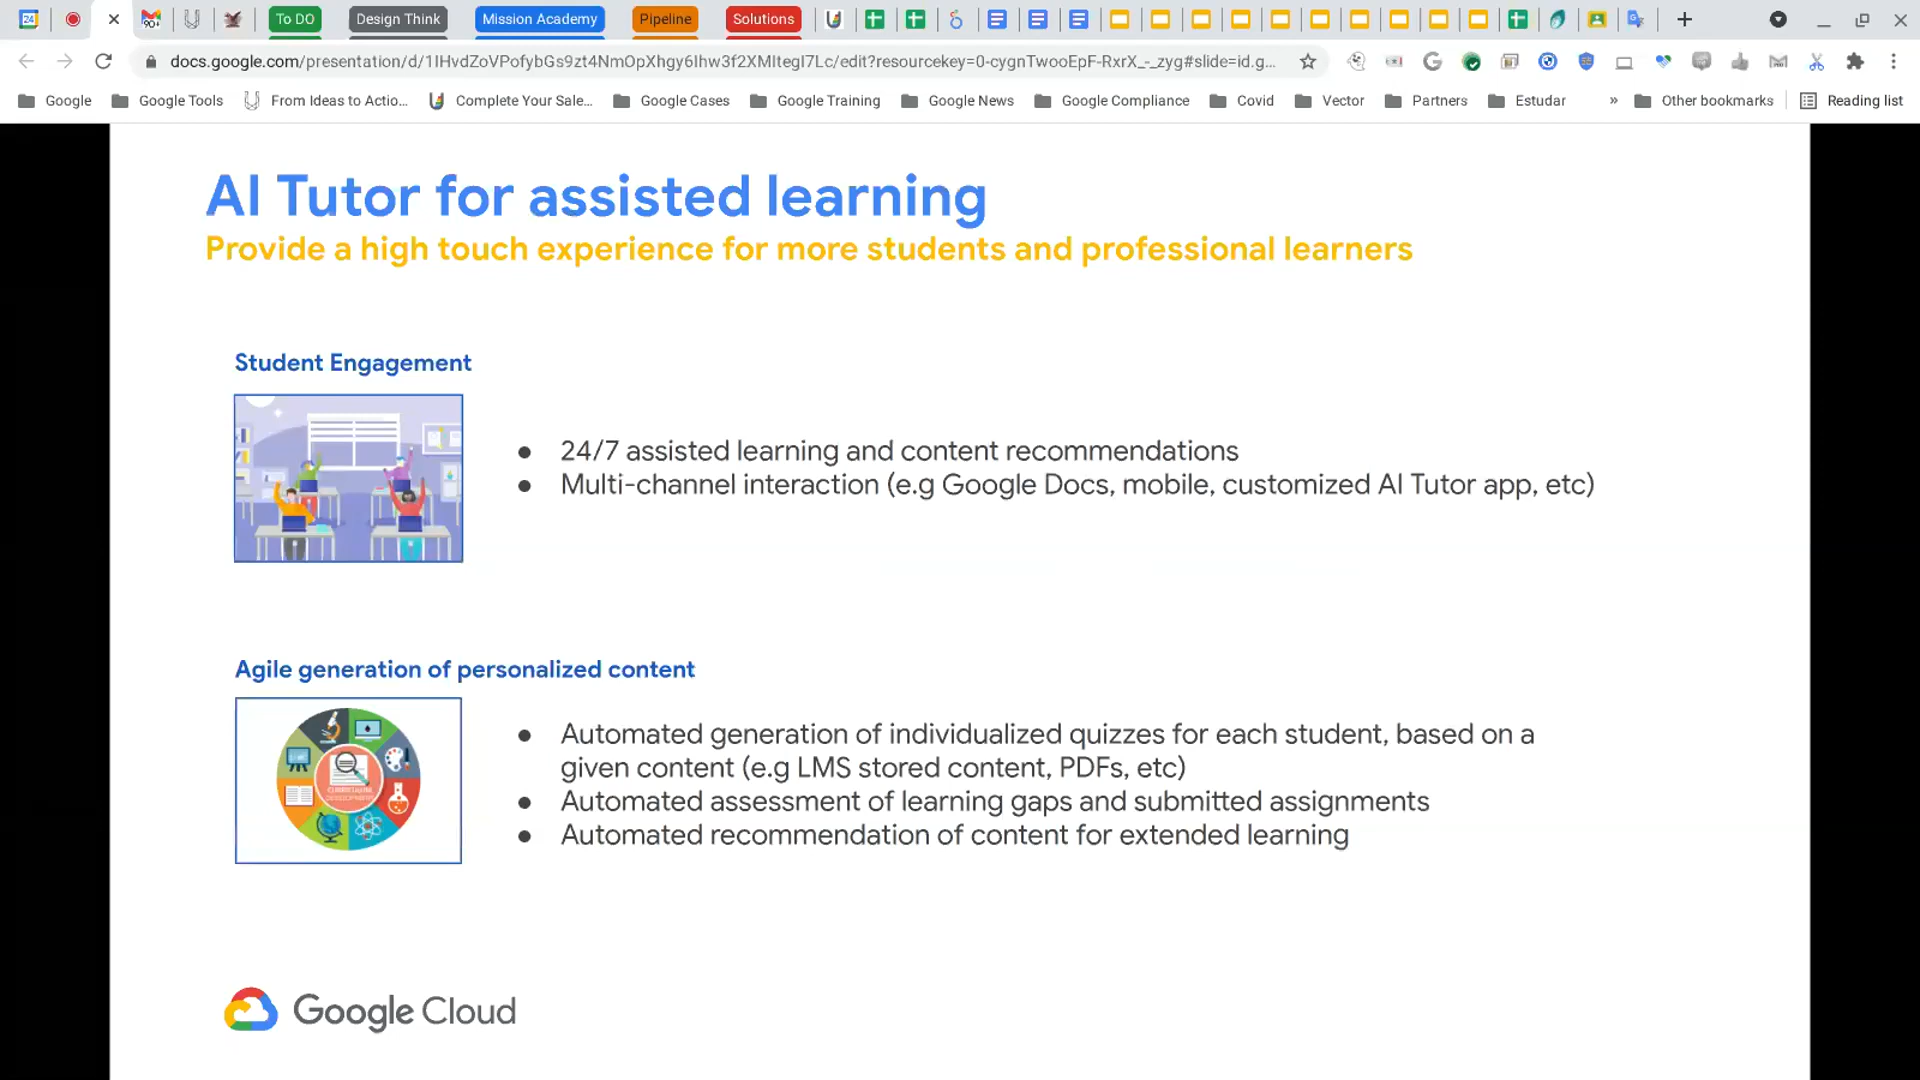 24
90+
To DO
Design Think
Mission Academy
Pipeline
Solutions
docs.google.com/presentation/d/1IHvdZoVPofybGs9zt4NmOpXhgy6Ihw3f2XMItegI7Lc/edit?resourcekey=0-cygnTwooEpF-RxrX_-_zyg#slide=id.g...
Google
Google Tools
From Ideas to Actio...
Complete Your Sale...
Google Cases
Google Training
Google News
Google Compliance
Covid
Vector
Partners
Estudar
»
Other bookmarks
Reading list
AI Tutor for assisted learning
Provide a high touch experience for more students and professional learners
Student Engagement
● 24/7 assisted learning and content recommendations
● Multi-channel interaction (e.g Google Docs, mobile, customized AI Tutor app, etc)
Agile generation of personalized content
CURRICULUM
DEVELOPMENT
● Automated generation of individualized quizzes for each student, based on a
given content (e.g LMS stored content, PDFs, etc)
● Automated assessment of learning gaps and submitted assignments
● Automated recommendation of content for extended learning
Google Cloud